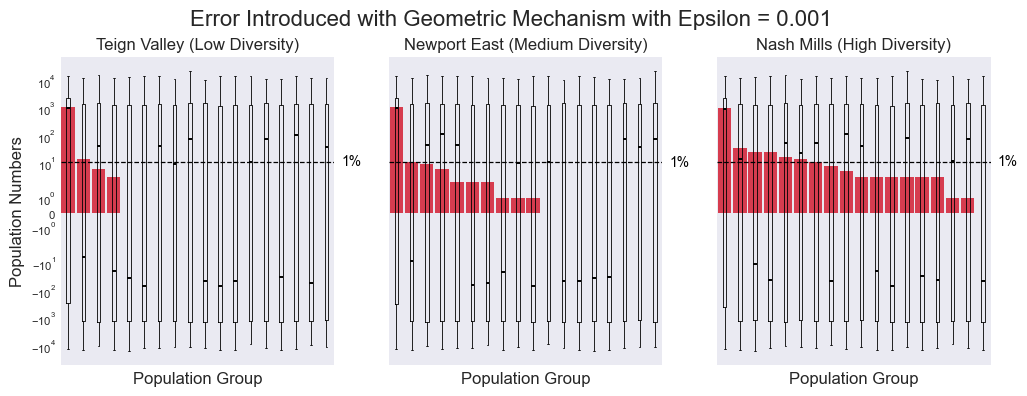 Error Introduced with Geometric Mechanism with Epsilon = 0.001
Teign Valley (Low Diversity)
Newport East (Medium Diversity)
Nash Mills (High Diversity)
Population Numbers
10^4
10^3
10^2
10^1
10^0
0
−10^0
−10^1
−10^2
−10^3
−10^4
1%
1%
1%
Population Group
Population Group
Population Group